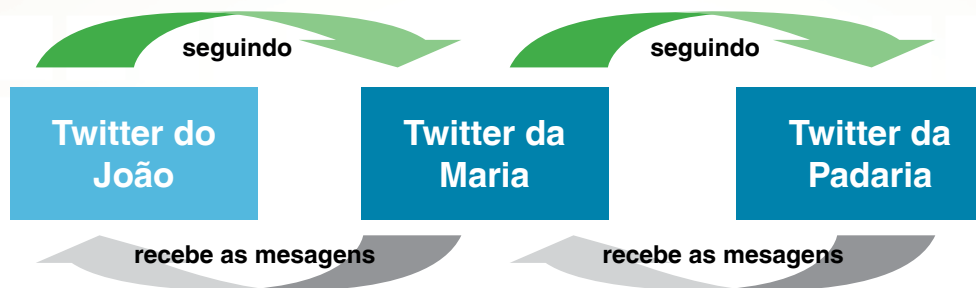 seguindo
seguindo
Twitter do
João
Twitter da
Maria
Twitter da
Padaria
recebe as mesagens
recebe as mesagens